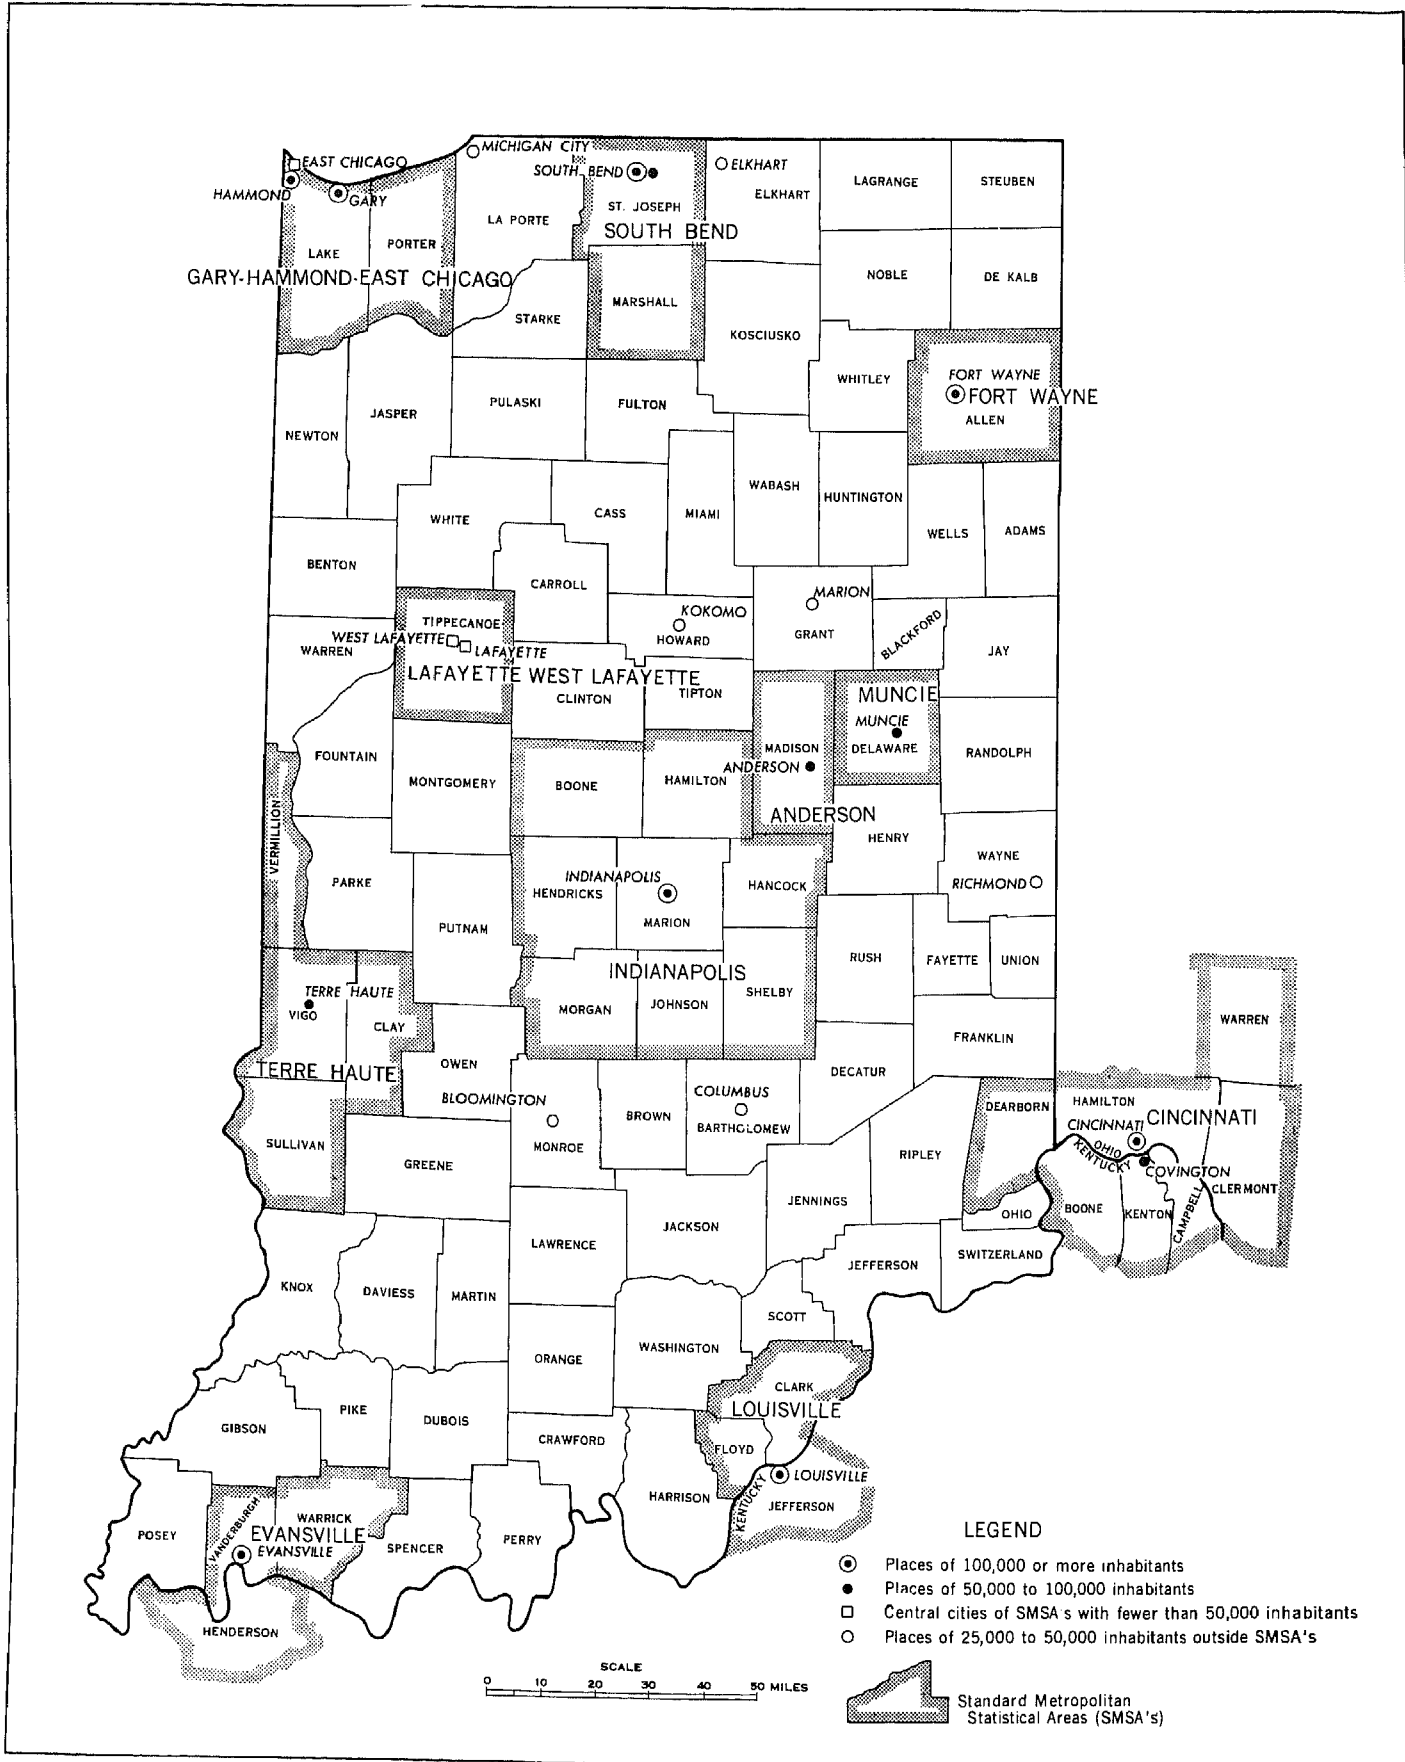 MICHIGAN CITY
EAST CHICAGO
HAMMOND
GARY
SOUTH BEND
ELKHART
ELKHART
LAGRANGE
STEUBEN
ST. JOSEPH
LA PORTE
SOUTH BEND
LAKE
PORTER
GARY-HAMMOND-EAST CHICAGO
NOBLE
DE KALB
MARSHALL
STARKE
KOSCIUSKO
WHITLEY
FORT WAYNE
FORT WAYNE
ALLEN
NEWTON
JASPER
PULASKI
FULTON
WABASH
HUNTINGTON
WHITE
CASS
MIAMI
WELLS
ADAMS
BENTON
CARROLL
MARION
GRANT
KOKOMO
HOWARD
BLACKFORD
JAY
TIPPECANOE
WEST LAFAYETTE
LAFAYETTE
WARREN
LAFAYETTE WEST LAFAYETTE
CLINTON
TIPTON
MUNCIE
MUNCIE
DELAWARE
MADISON
ANDERSON
ANDERSON
RANDOLPH
FOUNTAIN
MONTGOMERY
BOONE
HAMILTON
HENRY
VERMILLION
PARKE
PUTNAM
INDIANAPOLIS
HENDRICKS
MARION
HANCOCK
WAYNE
RICHMOND
INDIANAPOLIS
MORGAN
JOHNSON
SHELBY
RUSH
FAYETTE
UNION
TERRE HAUTE
VIGO
CLAY
TERRE HAUTE
OWEN
FRANKLIN
WARREN
DECATUR
BLOOMINGTON
MONROE
BROWN
COLUMBUS
BARTHOLOMEW
DEARBORN
HAMILTON
CINCINNATI
CINCINNATI
OHIO
KENTUCKY
COVINGTON
CLERMONT
BOONE
KENTON
CAMPBELL
SULLIVAN
GREENE
RIPLEY
JENNINGS
OHIO
JACKSON
LAWRENCE
SWITZERLAND
JEFFERSON
KNOX
DAVIESS
MARTIN
SCOTT
WASHINGTON
ORANGE
CLARK
LOUISVILLE
GIBSON
PIKE
DUBOIS
CRAWFORD
FLOYD
LOUISVILLE
KENTUCKY
JEFFERSON
HARRISON
POSEY
VANDERBURGH
WARRICK
EVANSVILLE
EVANSVILLE
SPENCER
PERRY
HENDERSON
LEGEND
Places of 100,000 or more inhabitants
Places of 50,000 to 100,000 inhabitants
Central cities of SMSA's with fewer than 50,000 inhabitants
Places of 25,000 to 50,000 inhabitants outside SMSA's
SCALE
0 10 20 30 40 50 MILES
Standard Metropolitan
Statistical Areas (SMSA's)